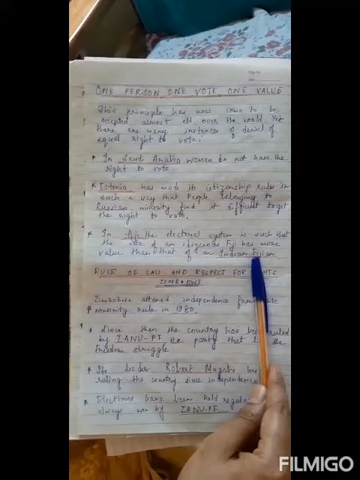 ONE PERSON ONE VOTE ONE VALUE
This principle has now come to be
accepted almost all over the world Yet
there are many instances of denial of
equal right to vote.
* In Saudi Arabia women do not have the
right to vote
* Estonia has made its citizenship rules in
such a way that People belonging to
Russian minority find it difficult to get
the right to vote.
* In fiji the electoral system is such that
the vote of an indigenous Fiji has more
value than that of an Indian-Fijian
RULE OF LAW AND RESPECT FOR
Zimbabwe attained independence from white
minority rule in 1980
* Since then the country has been ruled
by ZANU-PF the party that the
freedom struggle
* Its leader Robert Mugabe
ruling the country since independence
* Elections have been held
always won by ZANU-PF
FILMIGO